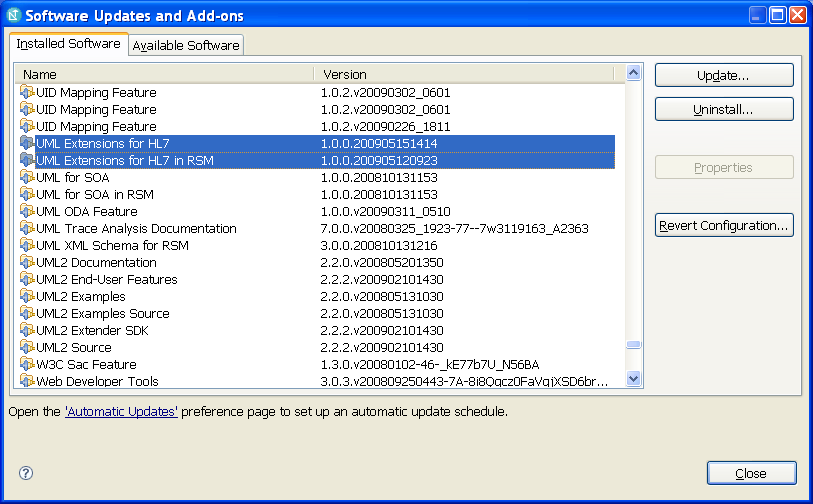 Software Updates and Add-ons
Installed Software Available Software
Name Version
UID Mapping Feature 1.0.2.v20090302_0601
UID Mapping Feature 1.0.2.v20090302_0601
UID Mapping Feature 1.0.2.v20090226_1811
UML Extensions for HL7 1.0.0.200905151414
UML Extensions for HL7 in RSM 1.0.0.200905120923
UML for SOA 1.0.0.200810131153
UML for SOA in RSM 1.0.0.200810131153
UML ODA Feature 1.0.0.v20090311_0510
UML Trace Analysis Documentation 7.0.0.v20080325_1923-77--7w3119163_A2363
UML XML Schema for RSM 3.0.0.200810131216
UML2 Documentation 2.2.0.v200805201350
UML2 End-User Features 2.2.2.v200902101430
UML2 Examples 2.2.0.v200805131030
UML2 Examples Source 2.2.0.v200805131030
UML2 Extender SDK 2.2.2.v200902101430
UML2 Source 2.2.2.v200902101430
W3C Sac Feature 1.3.0.v20080102-46-_kE77b7U_N56BA
Web Developer Tools 3.0.3.v200809250443-7A-8i8Qqcz0FaVqjXSD6br...
Update...
Uninstall...
Properties
Revert Configuration...
Open the 'Automatic Updates' preference page to set up an automatic update schedule.
?
Close